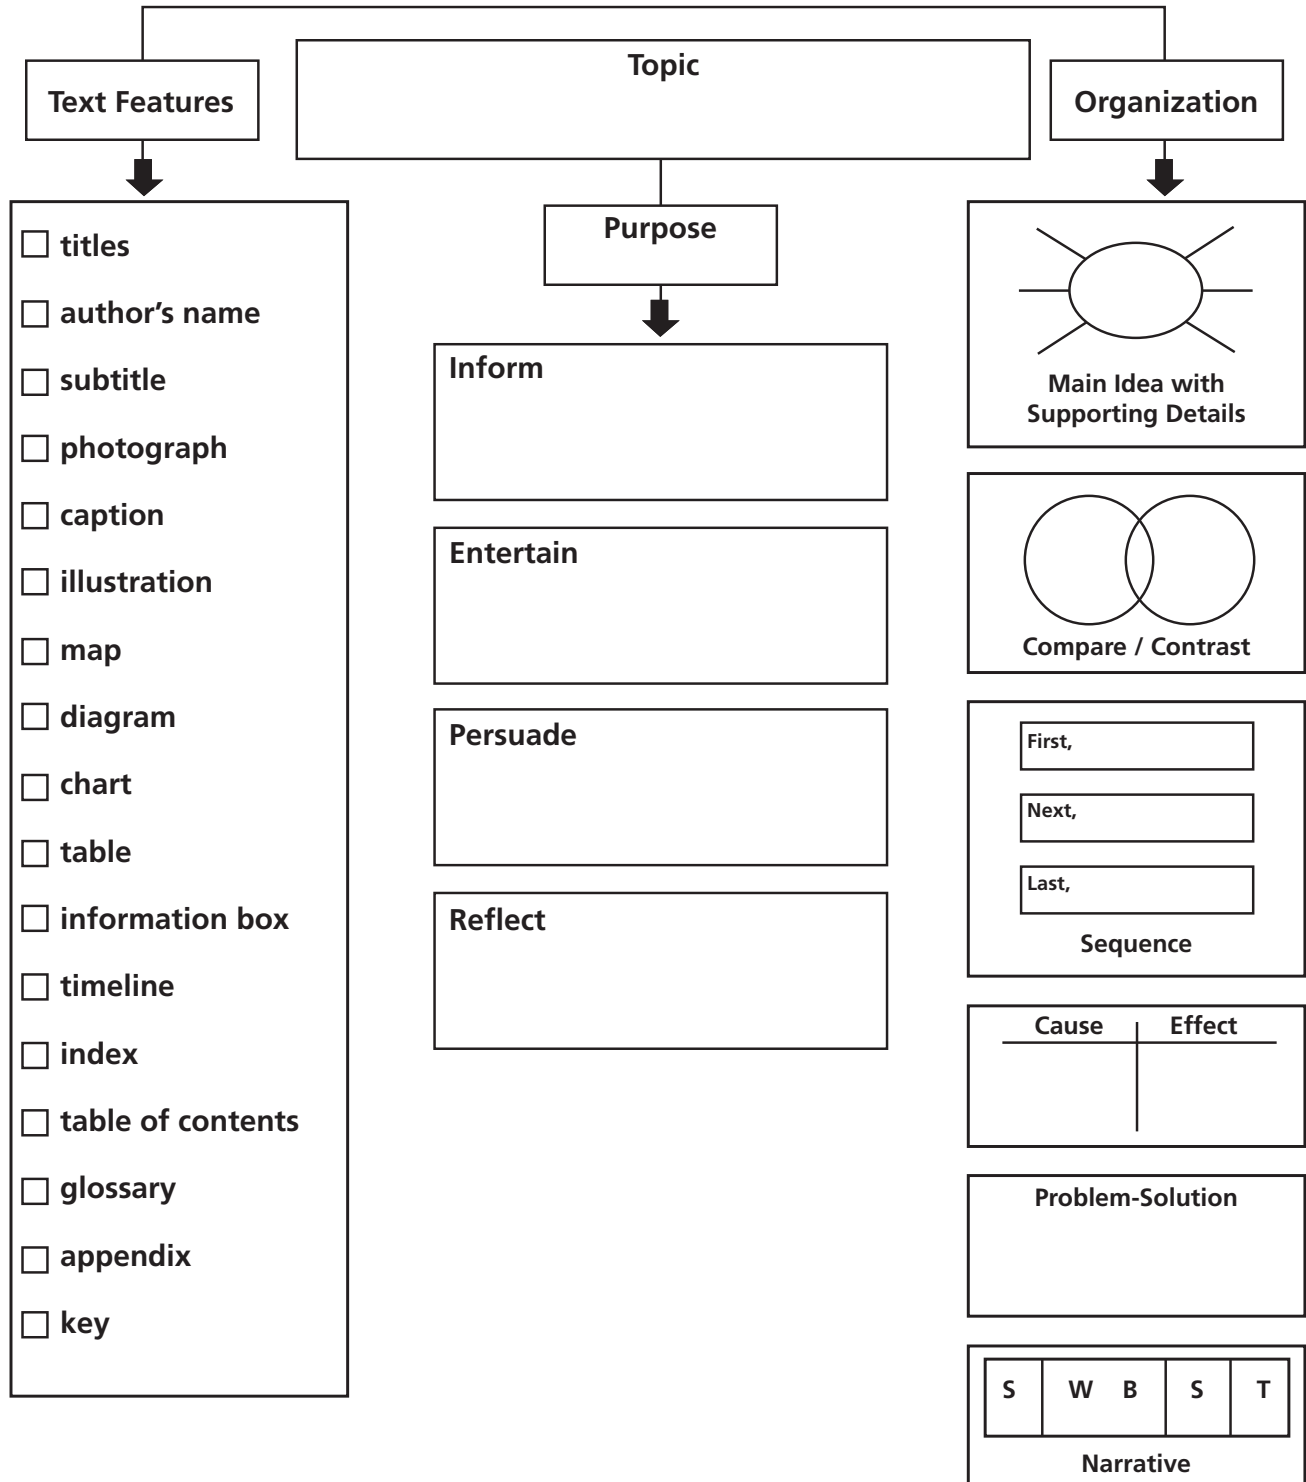 Topic
Text Features
Organization
titles
author’s name
subtitle
photograph
caption
illustration
map
diagram
chart
table
information box
timeline
index
table of contents
glossary
appendix
key
Purpose
Inform
Entertain
Persuade
Reflect
Main Idea with
Supporting Details
Compare / Contrast
First,
Next,
Last,
Sequence
Cause Effect
Problem-Solution
S W B S T
Narrative